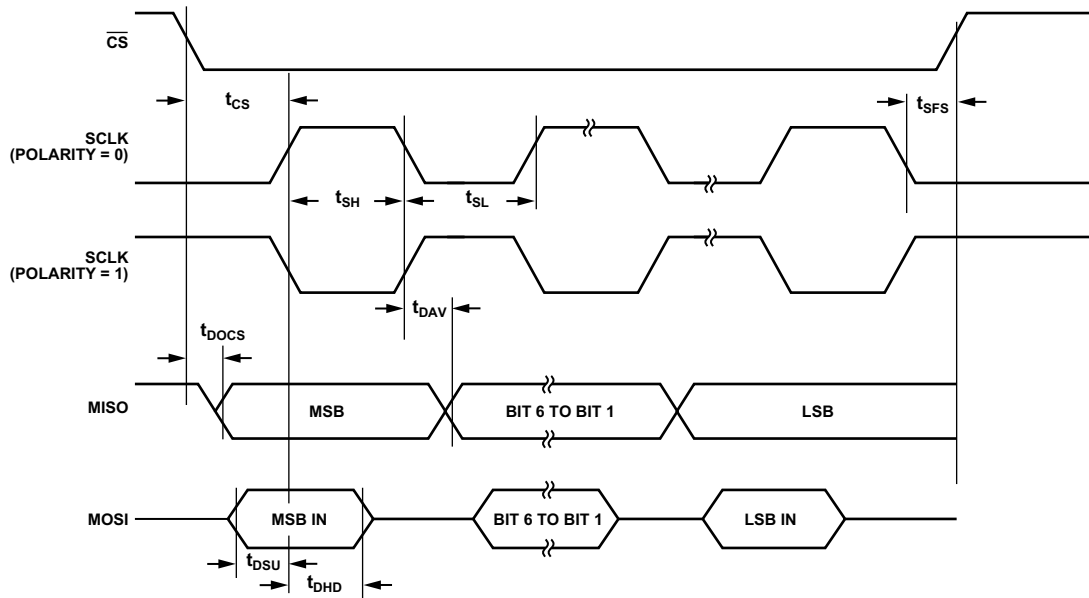 CS
tCS
tSFS
SCLK
(POLARITY = 0)
tSH
tSL
SCLK
(POLARITY = 1)
tDAV
tDOCS
MISO
MSB
BIT 6 TO BIT 1
LSB
MOSI
MSB IN
BIT 6 TO BIT 1
LSB IN
tDSU
tDHD